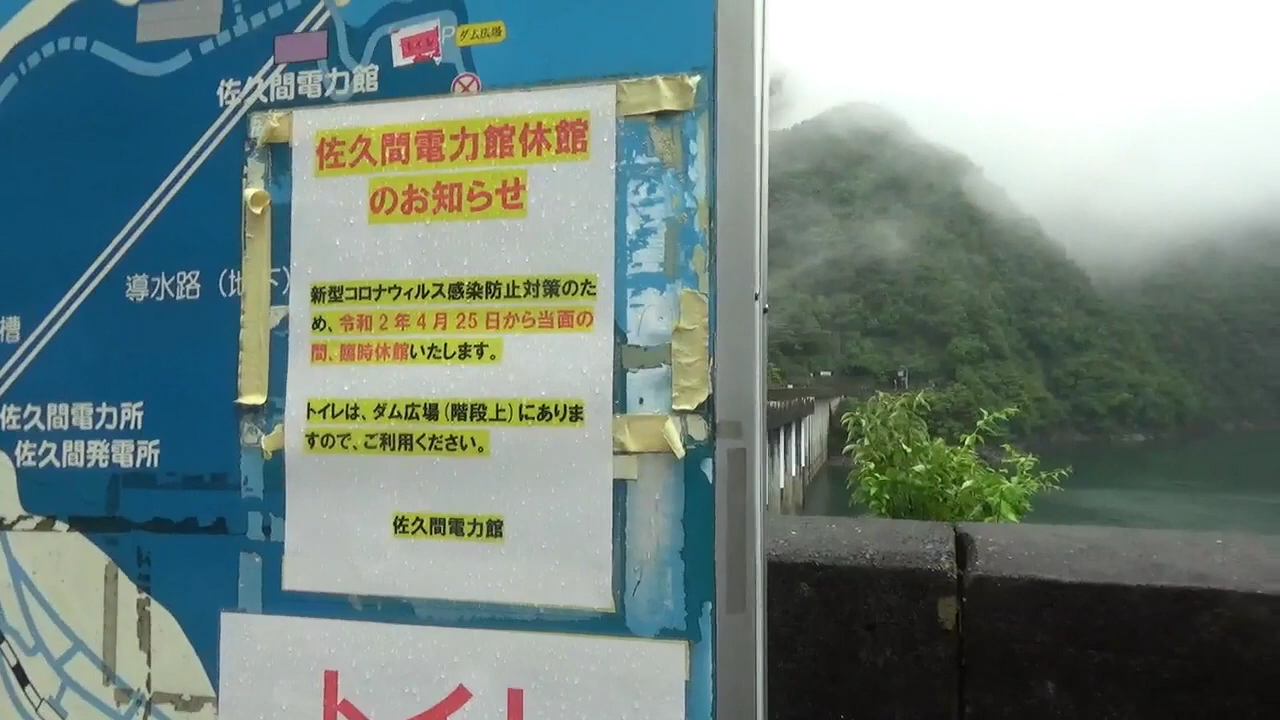 ダム広場
トイレ
P
佐久間電力館
佐久間電力館休館
のお知らせ
新型コロナウィルス感染防止対策のた
め、令和2年4月25日から当面の
間、臨時休館いたします。
トイレは、ダム広場(階段上)にありま
すので、ご利用ください。
佐久間電力館
導水路(地下)
槽
佐久間電力所
佐久間発電所
トイレ